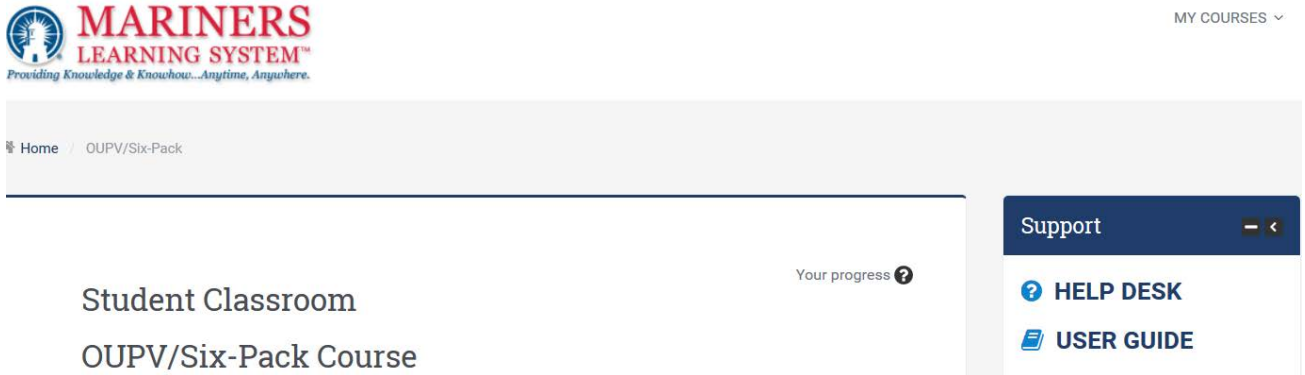 MARINERS
LEARNING SYSTEM™
Providing Knowledge & Knowhow...Anytime, Anywhere.
MY COURSES
Home / OUPV/Six-Pack
Support
Your progress
HELP DESK
Student Classroom
USER GUIDE
OUPV/Six-Pack Course